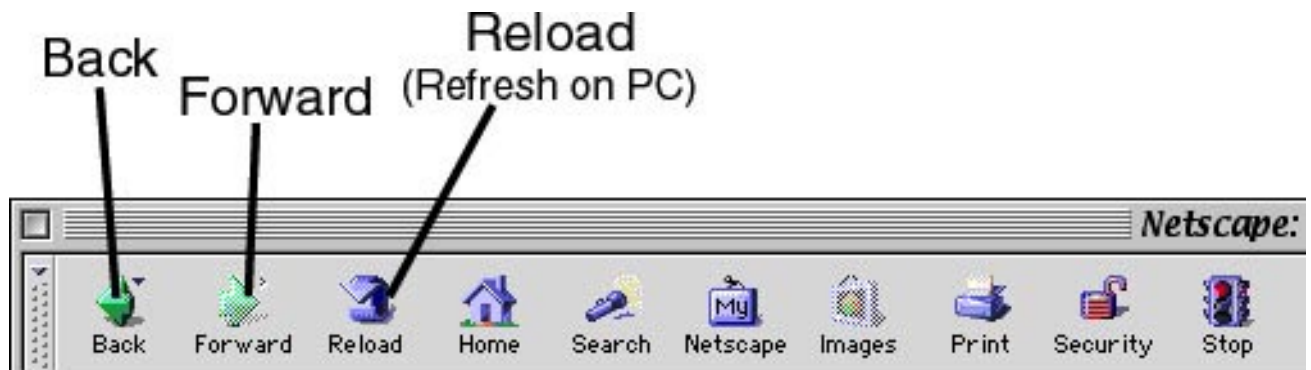 Reload
Back
(Refresh on PC)
Forward
Netscape:
My
Back Forward Reload Home Search Netscape Images Print Security Stop